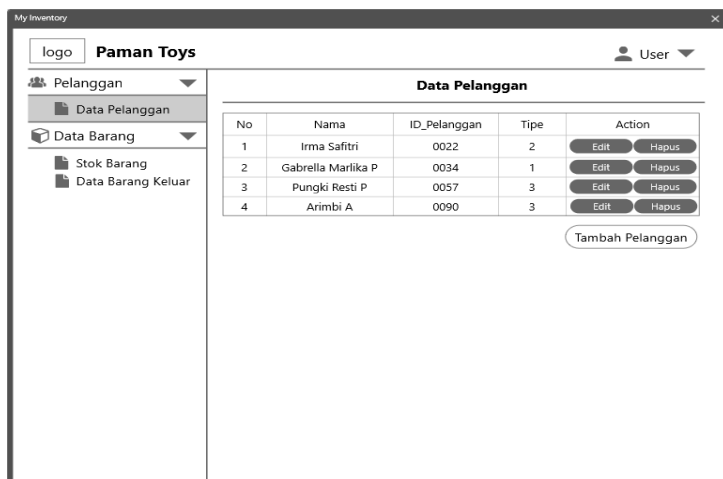 My Inventory
logo Paman Toys User
Pelanggan
Data Pelanggan
Data Barang
Stok Barang
Data Barang Keluar
Data Pelanggan
No Nama ID_Pelanggan Tipe Action
1 Irma Safitri 0022 2 Edit Hapus
2 Gabrella Marlika P 0034 1 Edit Hapus
3 Pungki Resti P 0057 3 Edit Hapus
4 Arimbi A 0090 3 Edit Hapus
Tambah Pelanggan